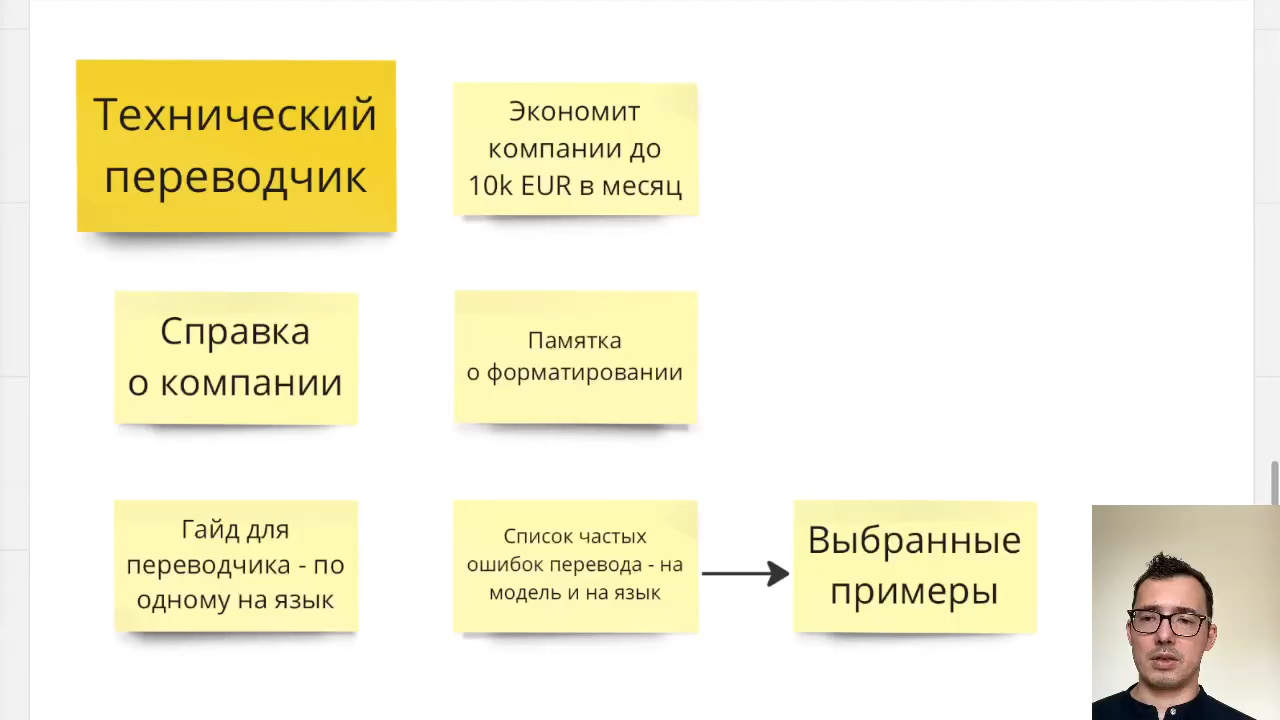 Технический
переводчик
Экономит
компании до
10k EUR в месяц
Справка
о компании
Памятка
о форматировании
Гайд для
переводчика - по
одному на язык
Список частых
ошибок перевода - на
модель и на язык
Выбранные
примеры